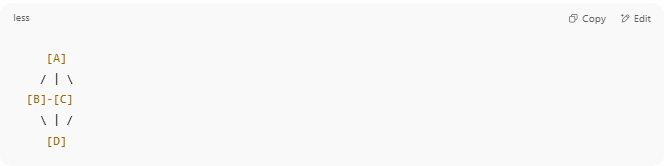 less
Copy
Edit
[A]
/ | \
[B]-[C]
\ | /
[D]